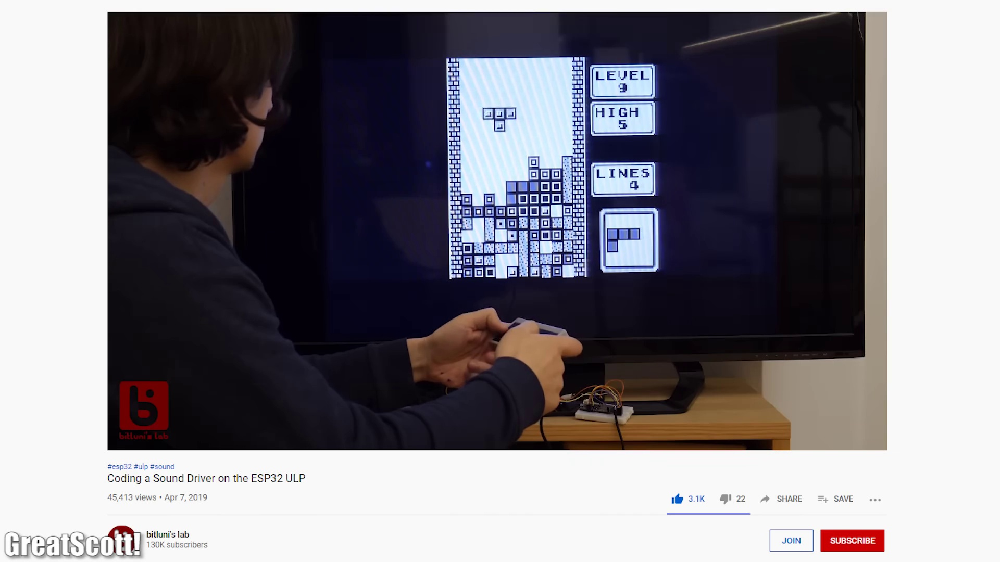 LEVEL
9
HIGH
5
LINES
4
bitluni's lab
#esp32 #ulp #sound
Coding a Sound Driver on the ESP32 ULP
45,413 views • Apr 7, 2019
3.1K
22
SHARE
SAVE
bitluni's lab
130K subscribers
JOIN
SUBSCRIBE
GreatScott!